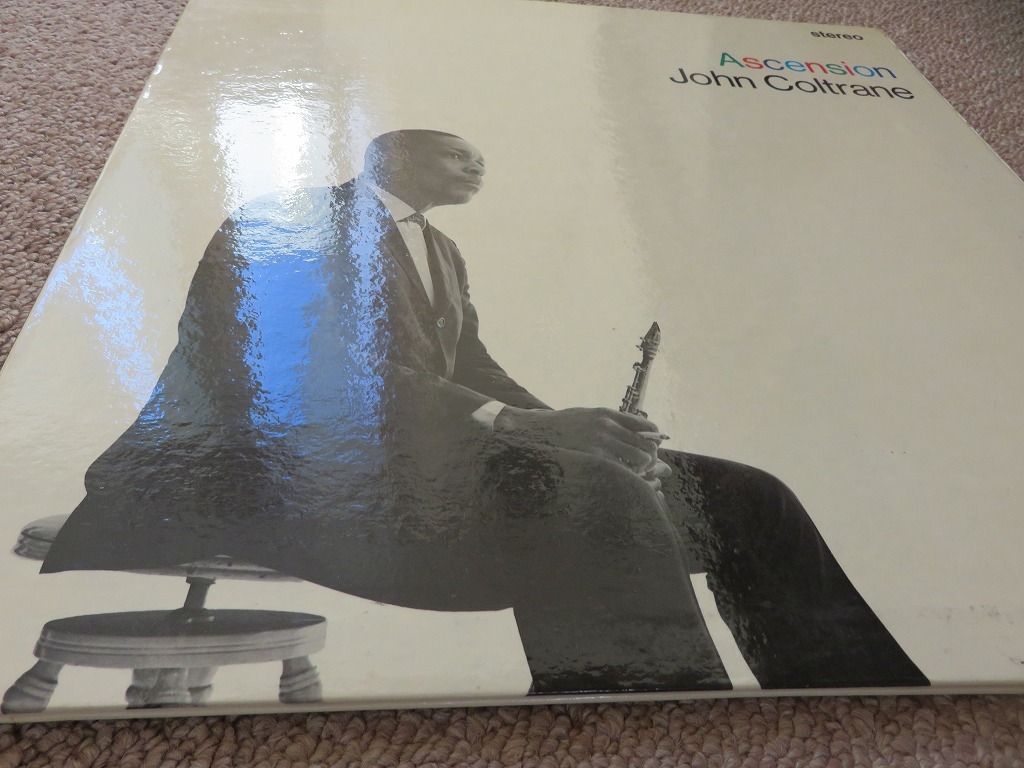 stereo
Ascension
John Coltrane